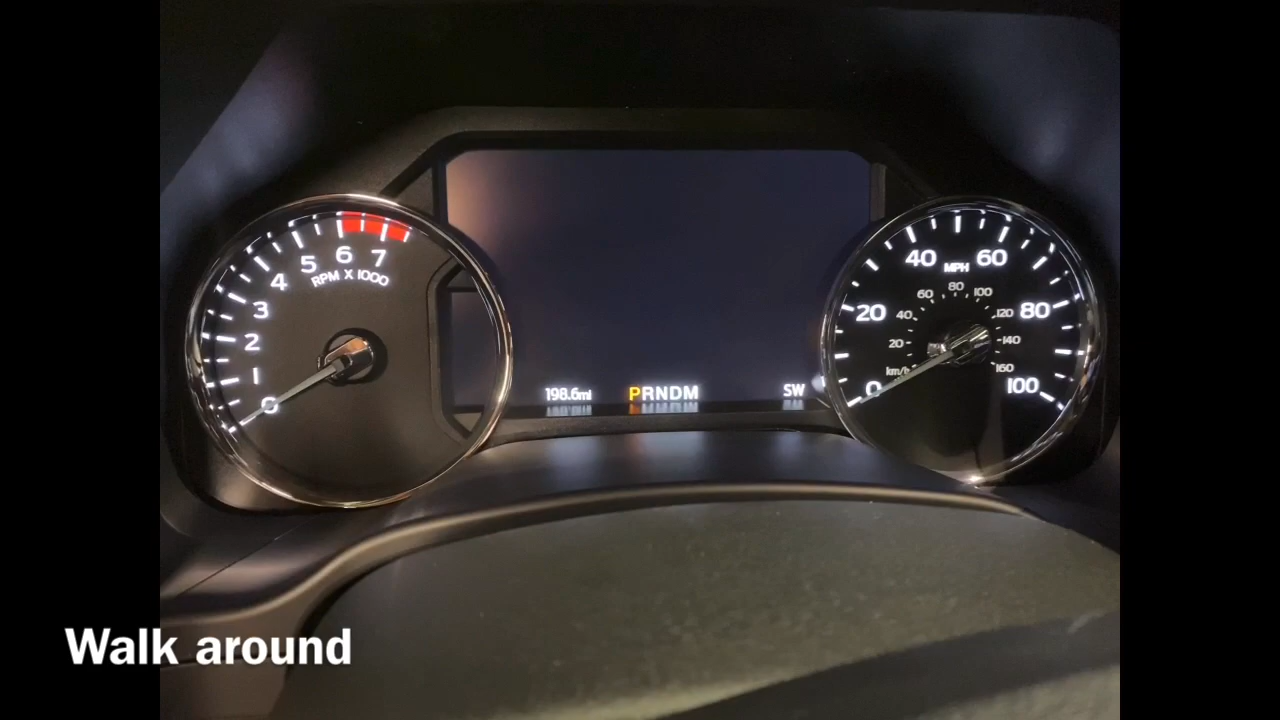 0 1 2 3 4 5 6 7
RPM X 1000
198.6mi
PRNDM
SW
0 20 40 60 80 100
MPH
20 40 60 80 100 120 140 160
km/h
Walk around